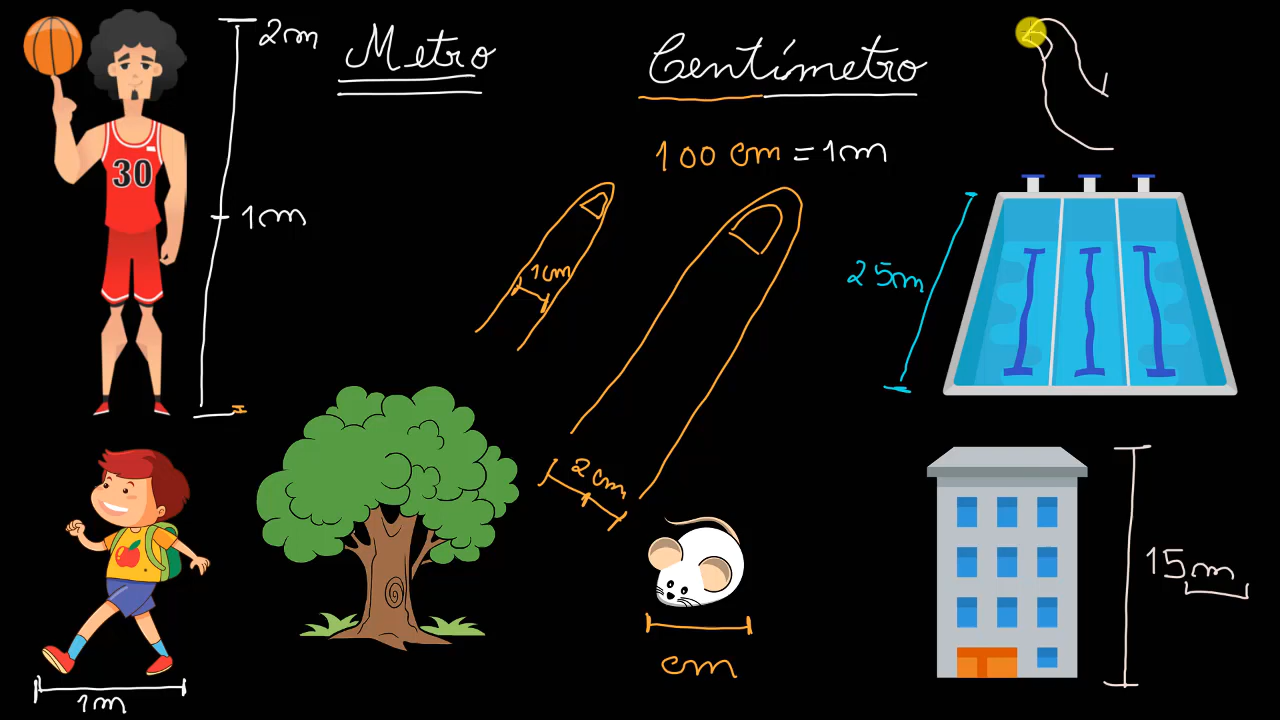 Metro
Centímetro
2m
100 cm = 1m
30
1m
1cm
25m
2cm
15m
cm
1m